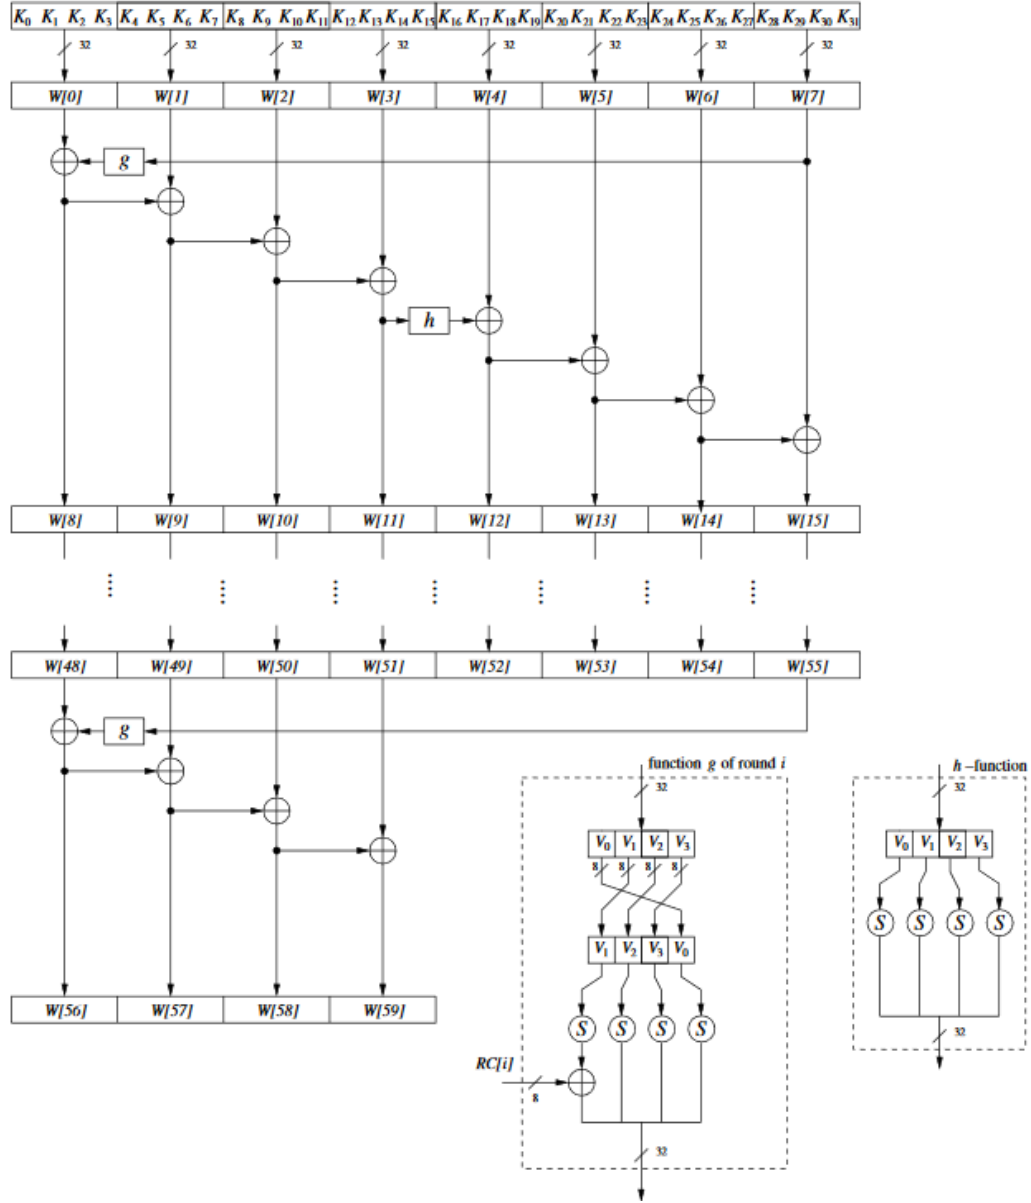 K0 K1 K2 K3 K4 K5 K6 K7 K8 K9 K10 K11 K12 K13 K14 K15 K16 K17 K18 K19 K20 K21 K22 K23 K24 K25 K26 K27 K28 K29 K30 K31
32 32 32 32 32 32 32 32
W[0] W[1] W[2] W[3] W[4] W[5] W[6] W[7]
g
h
W[8] W[9] W[10] W[11] W[12] W[13] W[14] W[15]
W[48] W[49] W[50] W[51] W[52] W[53] W[54] W[55]
g
W[56] W[57] W[58] W[59]
function g of round i
32
V0 V1 V2 V3
8 8 8 8
V1 V2 V3 V0
S S S S
RC[i]
8
32
h –function
32
V0 V1 V2 V3
S S S S
32